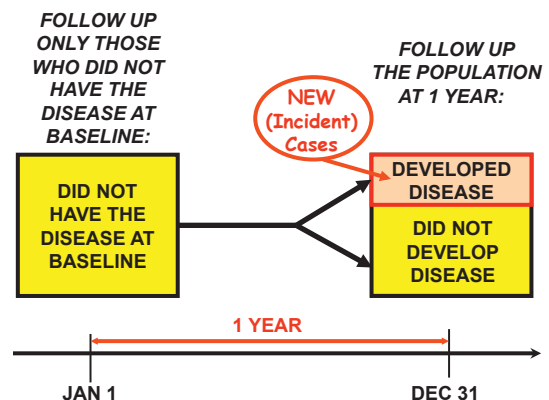 FOLLOW UP
ONLY THOSE
WHO DID NOT
HAVE THE
DISEASE AT
BASELINE:
FOLLOW UP
THE POPULATION
AT 1 YEAR:
NEW
(Incident)
Cases
DID NOT
HAVE THE
DISEASE AT
BASELINE
DEVELOPED
DISEASE
DID NOT
DEVELOP
DISEASE
1 YEAR
JAN 1
DEC 31